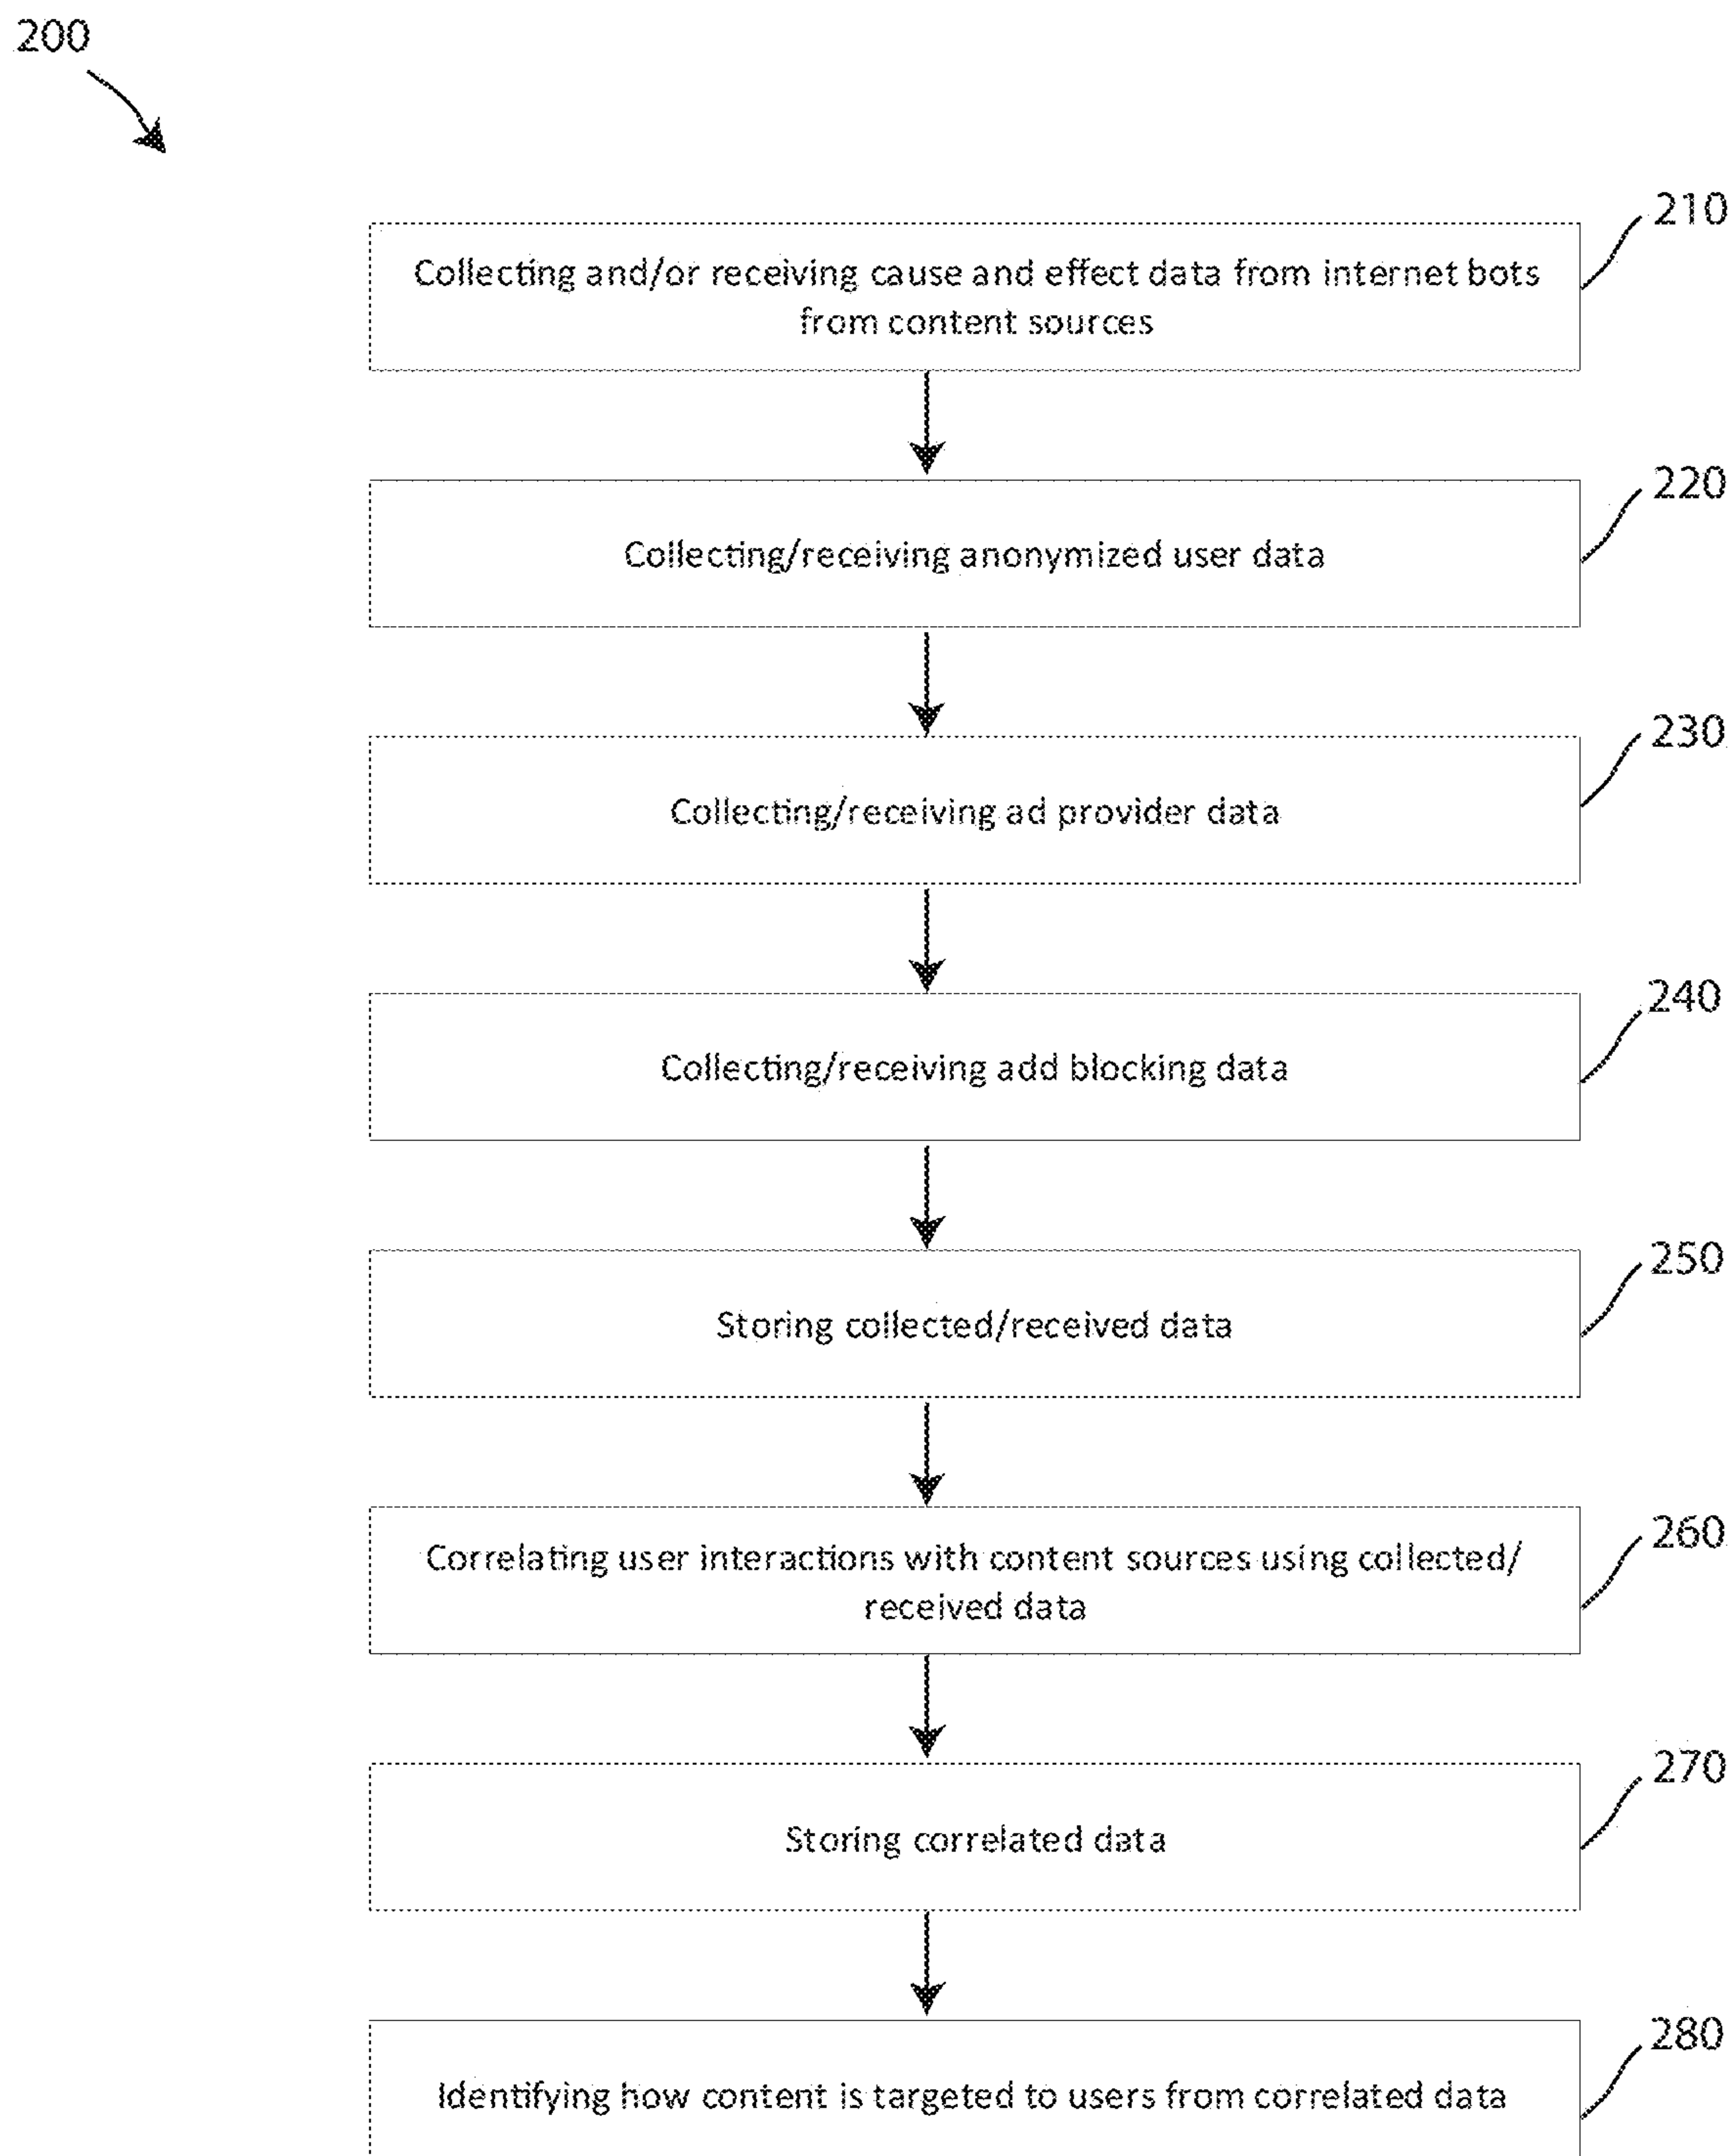 200
210
Collecting and/or receiving cause and effect data from internet bots
from content sources
220
Collecting/receiving anonymized user data
230
Collecting/receiving ad provider data
240
Collecting/receiving add blocking data
250
Storing collected/received data
260
Correlating user interactions with content sources using collected/
received data
270
Storing correlated data
280
Identifying how content is targeted to users from correlated data